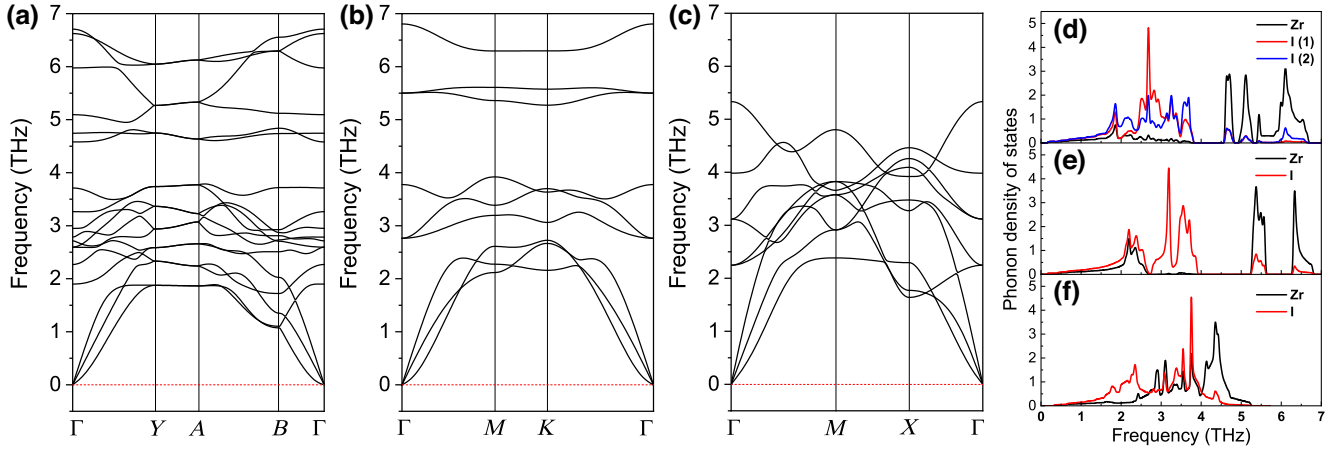 (a)
7
6
5
4
3
2
1
0
Frequency (THz)
Γ Y A B Γ
(b)
7
6
5
4
3
2
1
0
Frequency (THz)
Γ M K Γ
(c)
7
6
5
4
3
2
1
0
Frequency (THz)
Γ M X Γ
Phonon density of states
(d)
5
4
3
2
1
0
Zr
I (1)
I (2)
(e)
5
4
3
2
1
0
Zr
I
(f)
5
4
3
2
1
0
Zr
I
0 1 2 3 4 5 6 7
Frequency (THz)